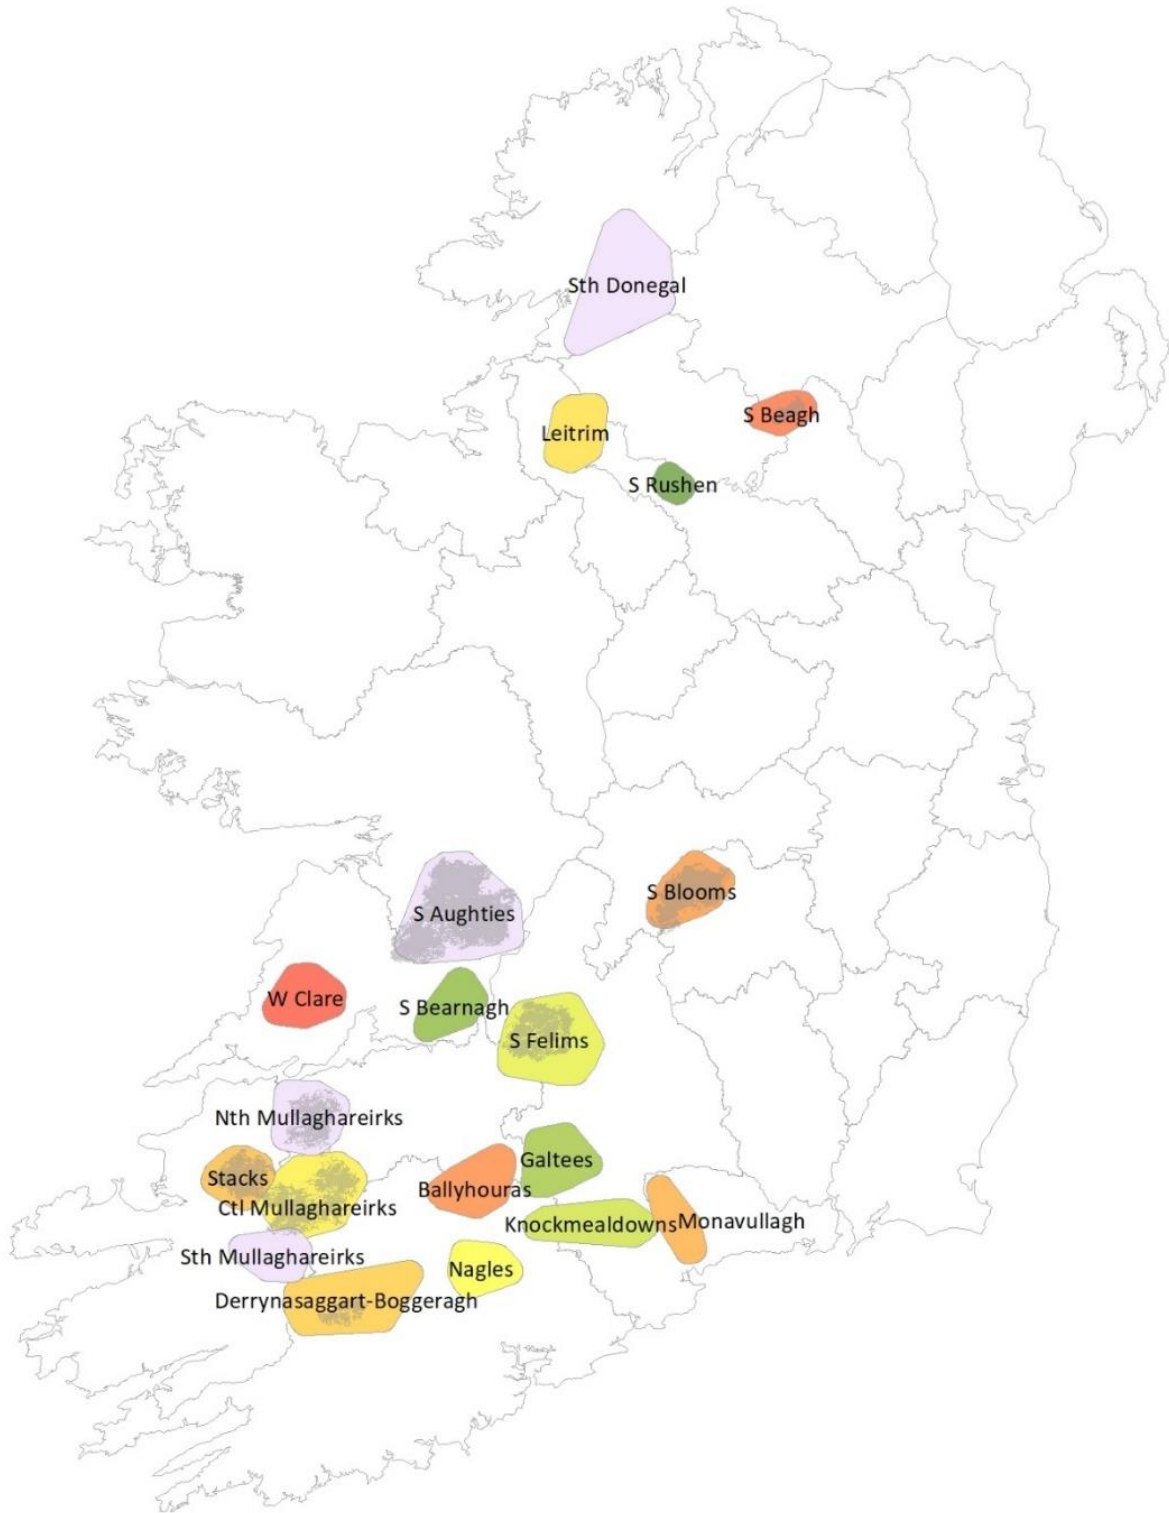 Sth Donegal
S Beagh
Leitrim
S Rushen
S Blooms
S Aughties
W Clare
S Bearnagh
S Felims
Nth Mullaghareirks
Galtees
Stacks
Ballyhouras
Ctl Mullaghareirks
Knockmealdowns
Monavullagh
Sth Mullaghareirks
Nagles
Derrynasaggart-Boggeragh